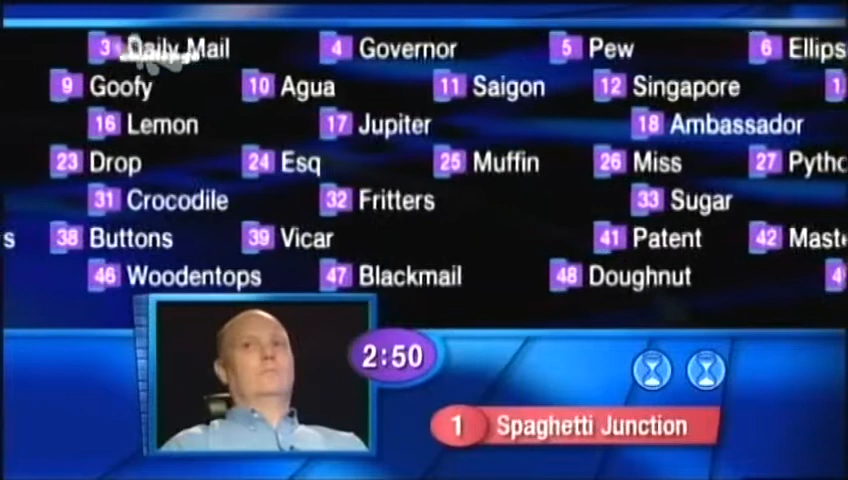 3 Daily Mail 4 Governor 5 Pew 6 Ellips
9 Goofy 10 Agua 11 Saigon 12 Singapore 1
16 Lemon 17 Jupiter 18 Ambassador
23 Drop 24 Esq 25 Muffin 26 Miss 27 Pytho
31 Crocodile 32 Fritters 33 Sugar
s 38 Buttons 39 Vicar 41 Patent 42 Maste
46 Woodentops 47 Blackmail 48 Doughnut 4
2:50
1 Spaghetti Junction